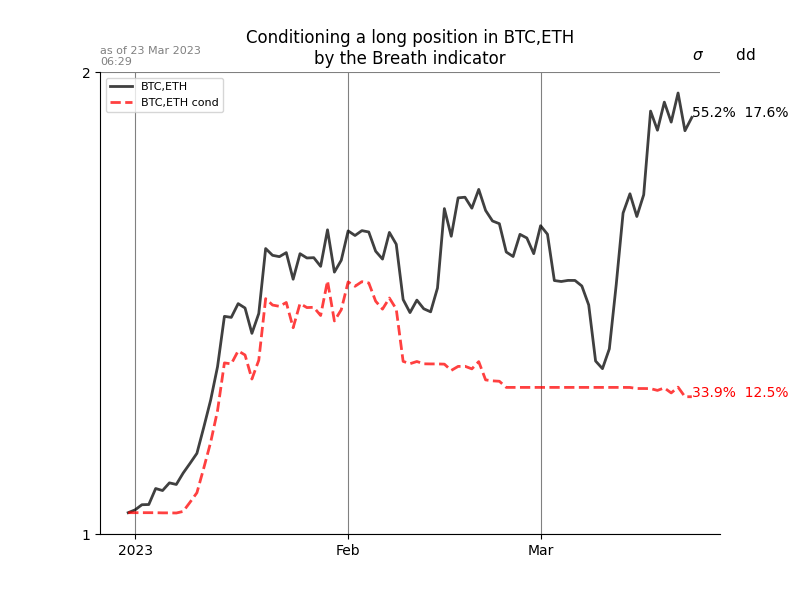 Conditioning a long position in BTC,ETH
by the Breath indicator
as of 23 Mar 2023
06:29
σ dd
2
BTC,ETH
BTC,ETH cond
55.2% 17.6%
33.9% 12.5%
1
2023 Feb Mar